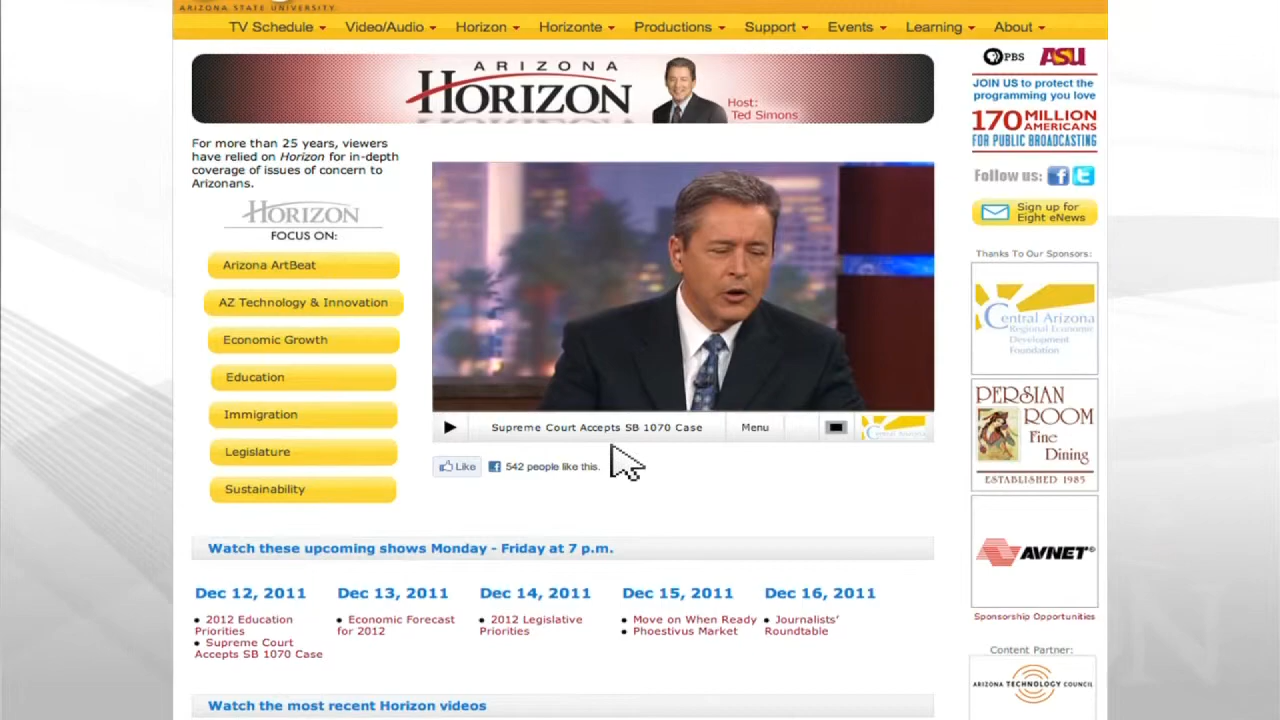 ARIZONA STATE UNIVERSITY
TV Schedule Video/Audio Horizon Horizonte Productions Support Events Learning About
ARIZONA
HORIZON
Host:
Ted Simons
PBS ASU
JOIN US to protect the
programming you love
170 MILLION
AMERICANS
FOR PUBLIC BROADCASTING
Follow us:
Sign up for
Eight eNews
For more than 25 years, viewers
have relied on Horizon for in-depth
coverage of issues of concern to
Arizonans.
HORIZON
FOCUS ON:
Arizona ArtBeat
AZ Technology & Innovation
Economic Growth
Education
Immigration
Legislature
Sustainability
Supreme Court Accepts SB 1070 Case Menu
Like 542 people like this.
Thanks To Our Sponsors:
Central Arizona
Regional Economic
Development
Foundation
PERSIAN
ROOM
Fine
Dining
ESTABLISHED 1985
AVNET
Sponsorship Opportunities
Content Partner:
ARIZONA TECHNOLOGY COUNCIL
Watch these upcoming shows Monday - Friday at 7 p.m.
Dec 12, 2011
• 2012 Education
Priorities
• Supreme Court
Accepts SB 1070 Case
Dec 13, 2011
• Economic Forecast
for 2012
Dec 14, 2011
• 2012 Legislative
Priorities
Dec 15, 2011
• Move on When Ready
• Phoestivus Market
Dec 16, 2011
• Journalists'
Roundtable
Watch the most recent Horizon videos